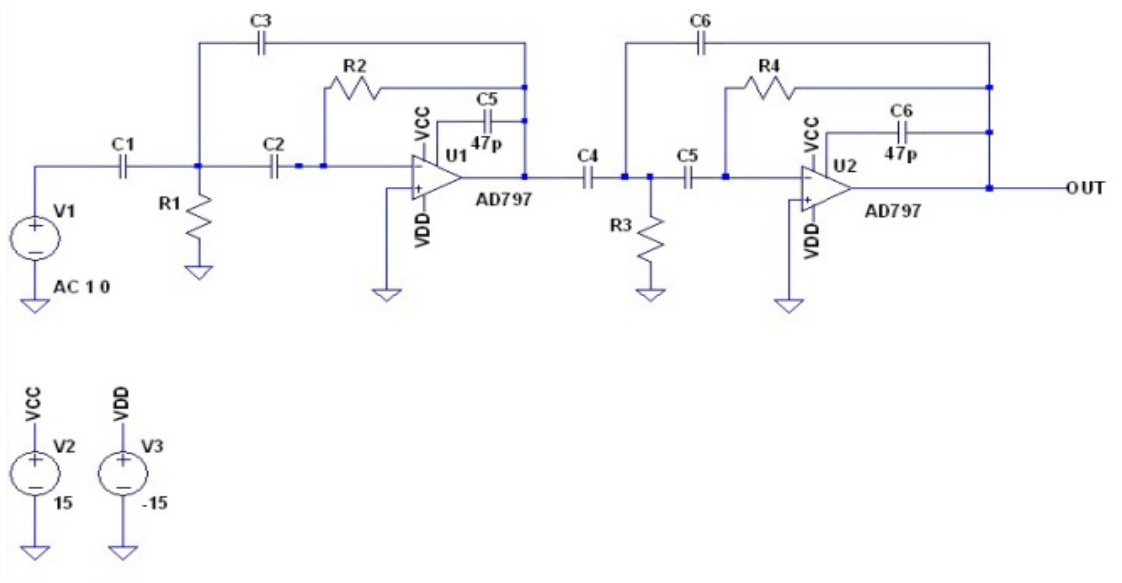 C3
C6
R2
R4
C5
47p
VCC
C6
47p
VCC
C1
C2
U1
C4
C5
U2
R1
AD797
OUT
V1
VDD
R3
AD797
VDD
AC 1 0
VCC
VDD
V2
V3
15
-15